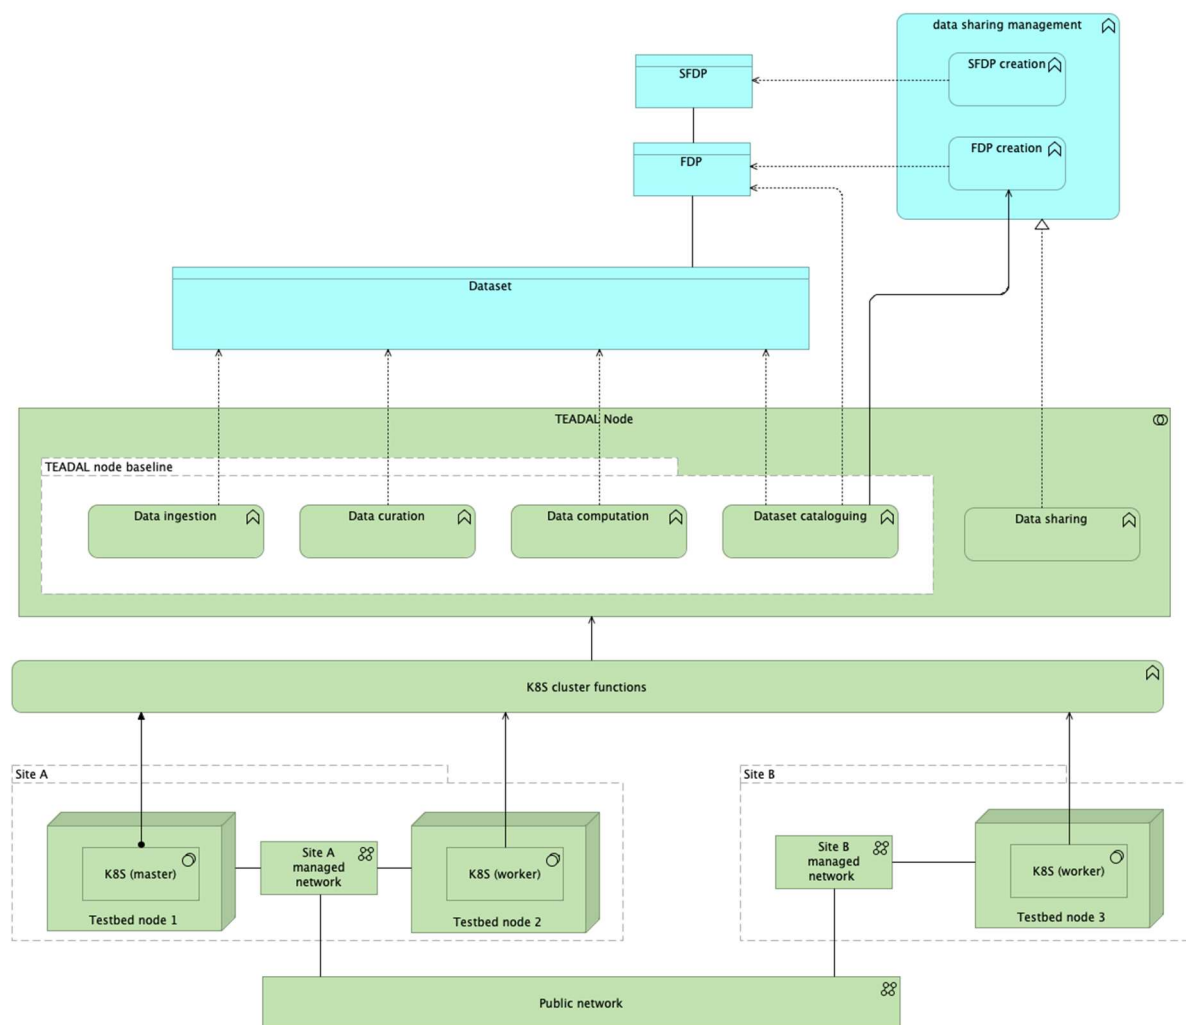 data sharing management
SFDP creation
SFDP
FDP creation
FDP
Dataset
TEADAL Node
TEADAL node baseline
Data ingestion
Data curation
Data computation
Dataset cataloguing
Data sharing
K8S cluster functions
Site A
Site B
K8S (master)
Testbed node 1
Site A
managed
network
K8S (worker)
Testbed node 2
Site B
managed
network
K8S (worker)
Testbed node 3
Public network